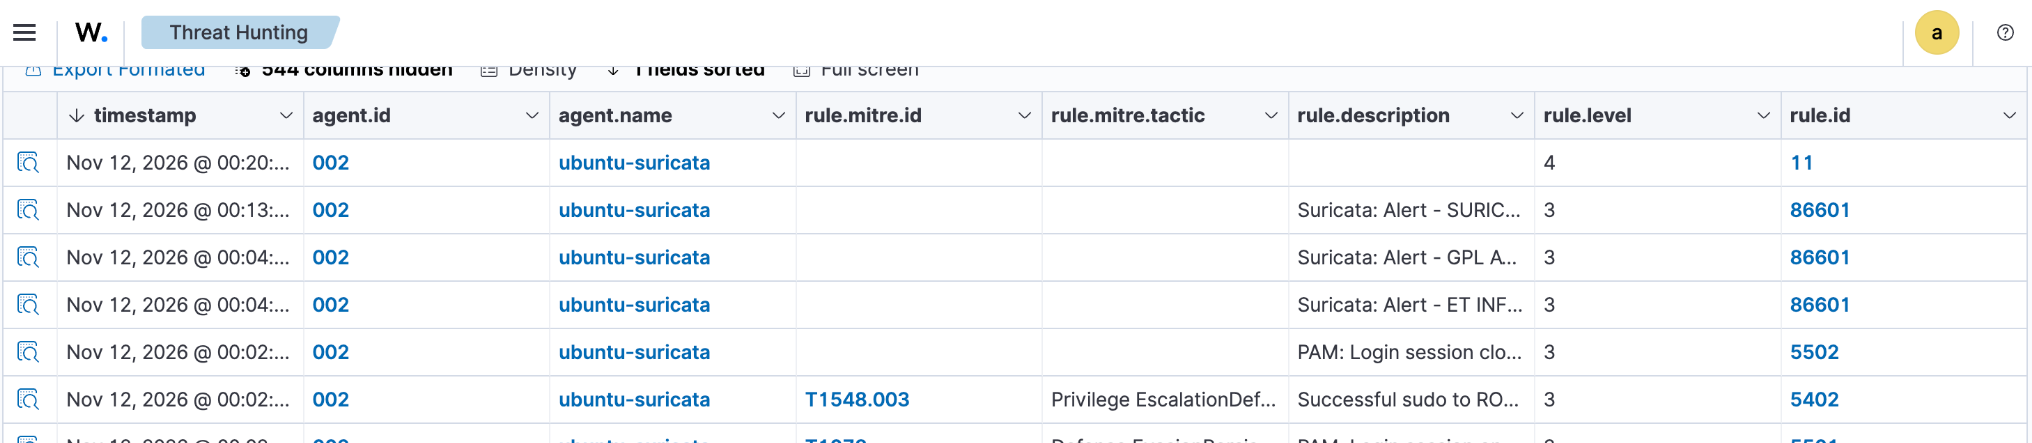 W. Threat Hunting a
Export Formated 544 columns hidden Density 1 fields sorted Full screen
timestamp agent.id agent.name rule.mitre.id rule.mitre.tactic rule.description rule.level rule.id
Nov 12, 2026 @ 00:20:... 002 ubuntu-suricata 4 11
Nov 12, 2026 @ 00:13:... 002 ubuntu-suricata Suricata: Alert - SURIC... 3 86601
Nov 12, 2026 @ 00:04:... 002 ubuntu-suricata Suricata: Alert - GPL A... 3 86601
Nov 12, 2026 @ 00:04:... 002 ubuntu-suricata Suricata: Alert - ET INF... 3 86601
Nov 12, 2026 @ 00:02:... 002 ubuntu-suricata PAM: Login session clo... 3 5502
Nov 12, 2026 @ 00:02:... 002 ubuntu-suricata T1548.003 Privilege EscalationDef... Successful sudo to RO... 3 5402